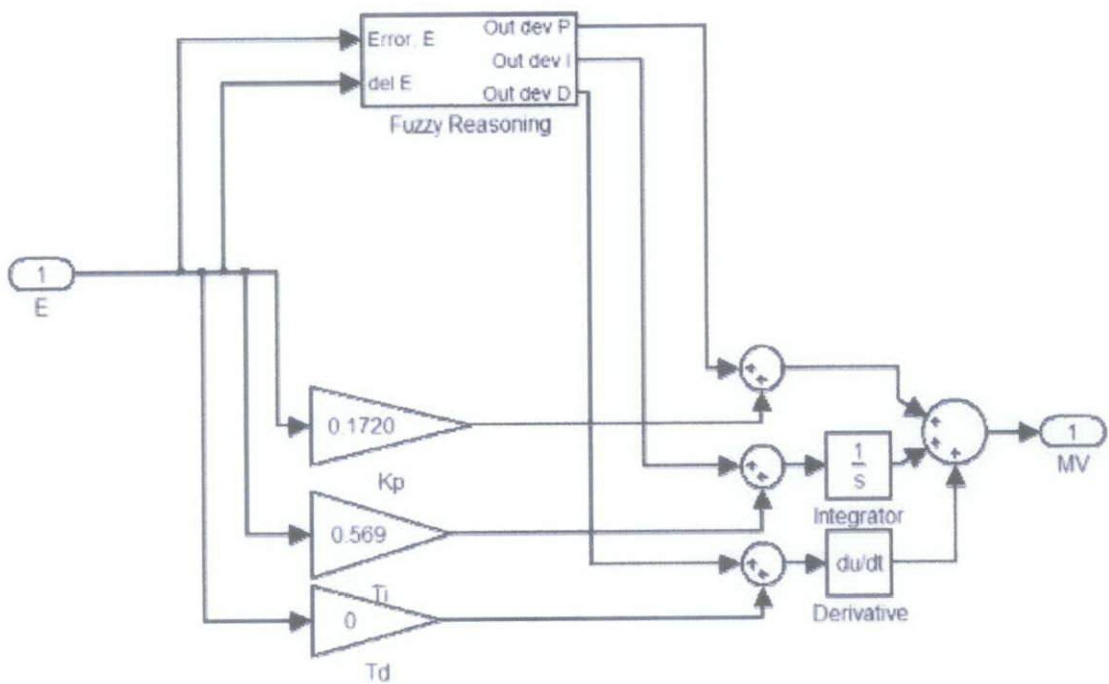 Error, E
Out dev P
Out dev I
del E
Out dev D
Fuzzy Reasoning
1
E
0.1720
Kp
0.569
Ti
0
Td
1
s
Integrator
du/dt
Derivative
1
MV